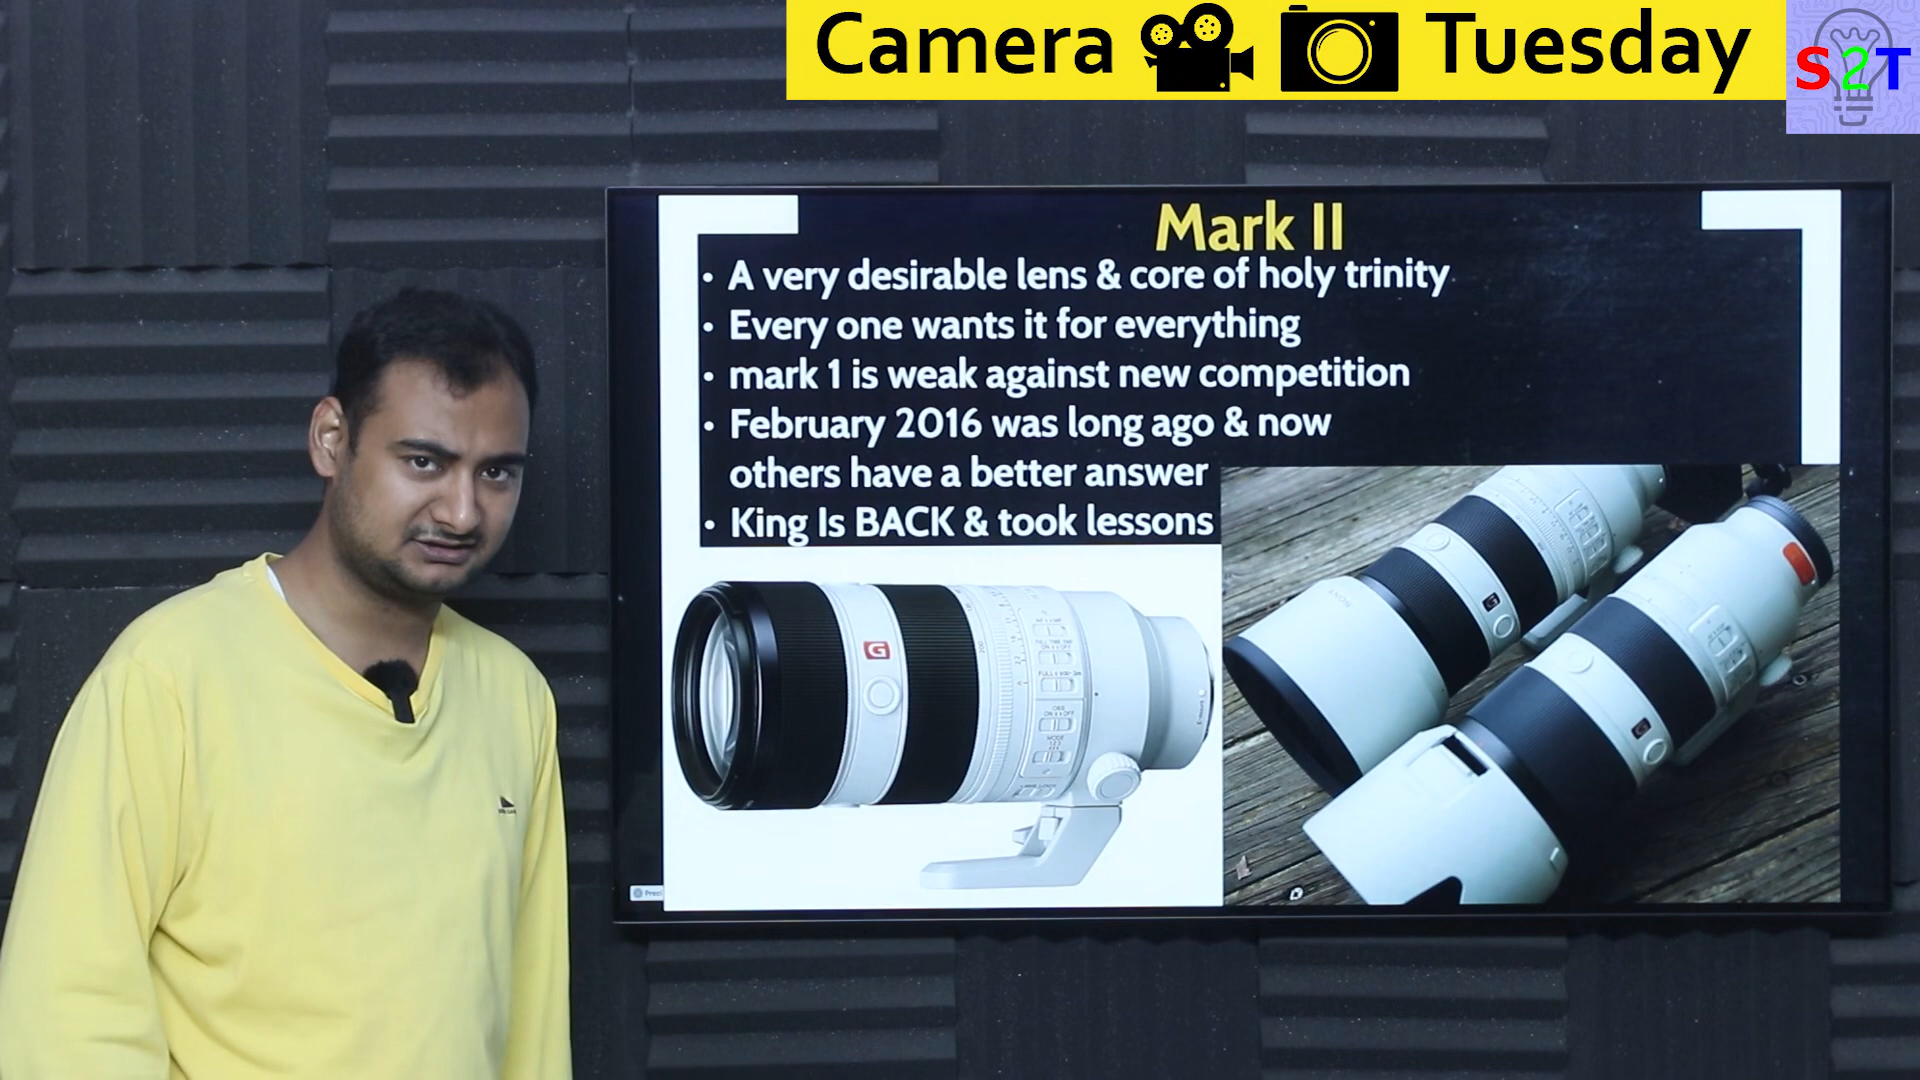 Camera Tuesday
S2T
Mark II
• A very desirable lens & core of holy trinity
• Every one wants it for everything
• mark 1 is weak against new competition
• February 2016 was long ago & now
others have a better answer
• King Is BACK & took lessons
G
SONY
G
G